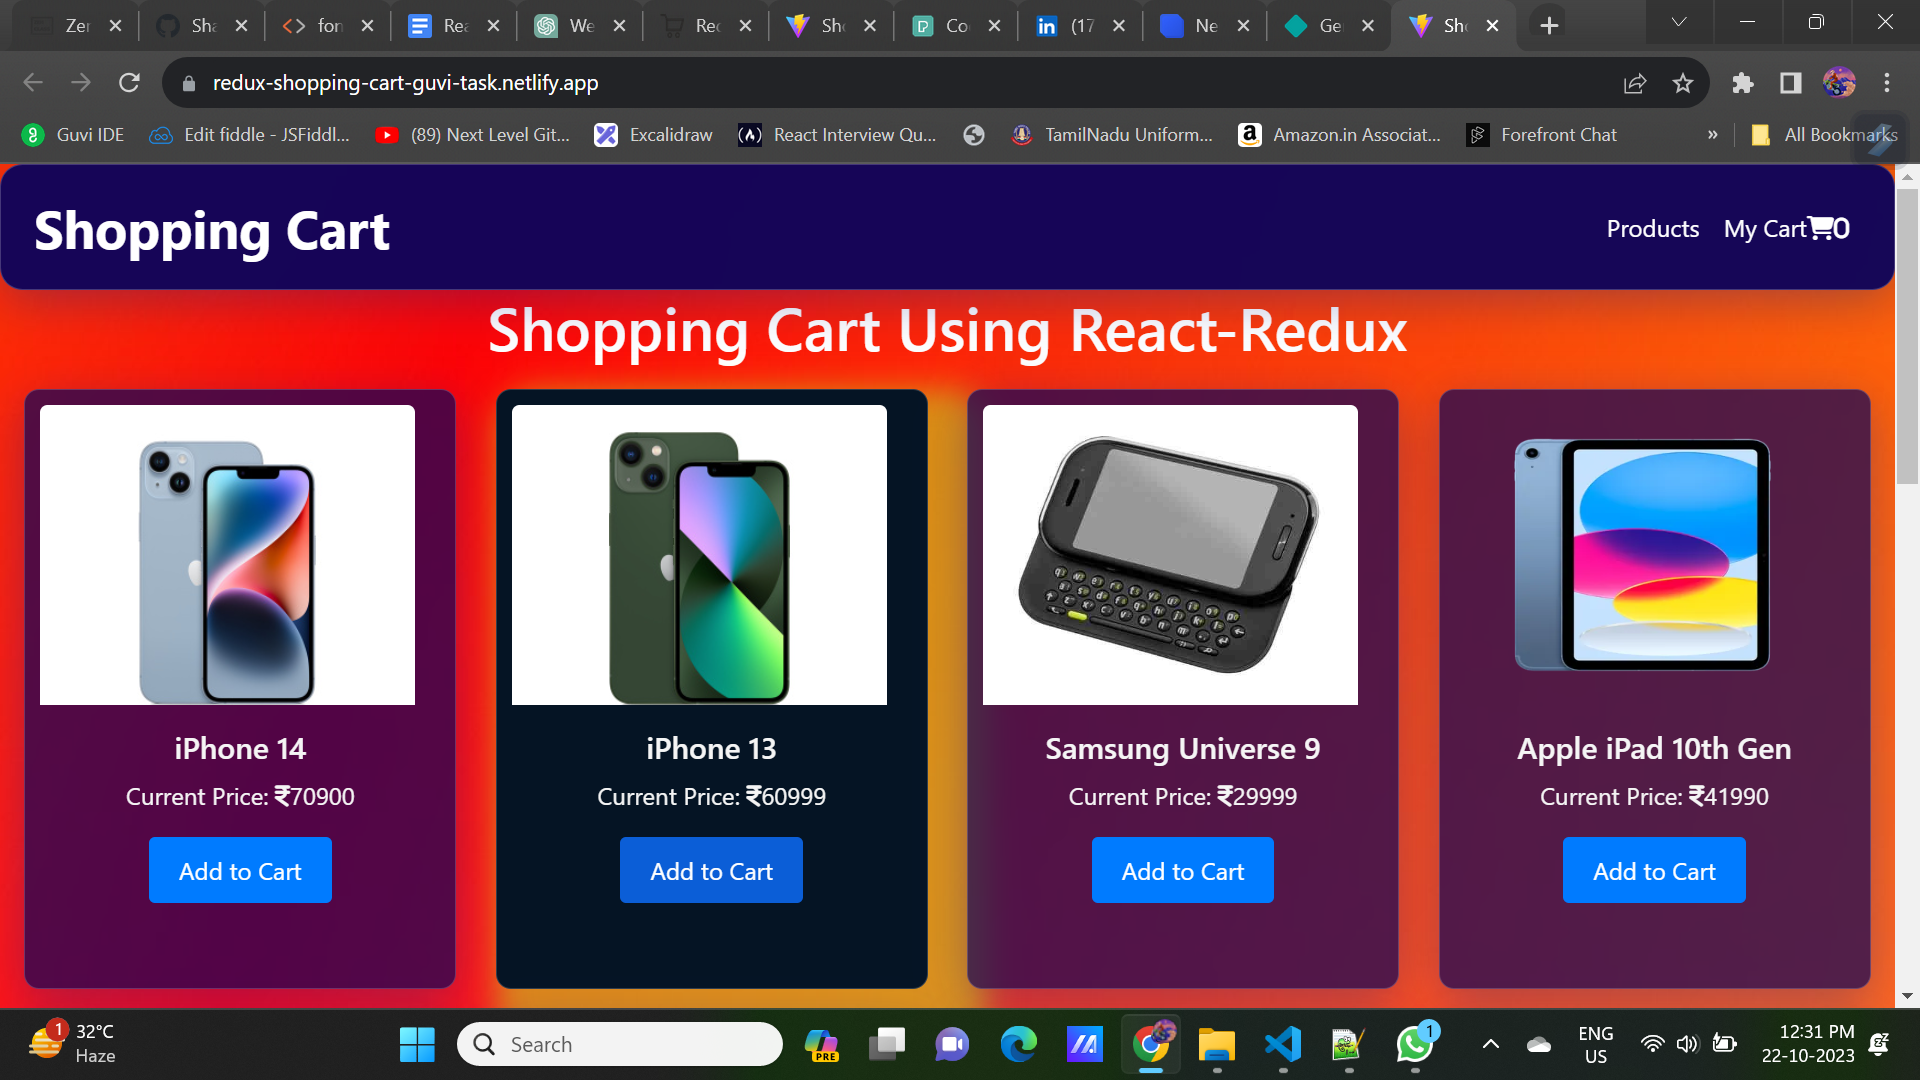 Zer
Sha
fon
Rea
We
Rec
Sho
Co
(17
Ne
Ge
Sho
redux-shopping-cart-guvi-task.netlify.app
Guvi IDE
Edit fiddle - JSFiddl...
(89) Next Level Git...
Excalidraw
React Interview Qu...
TamilNadu Uniform...
Amazon.in Associat...
Forefront Chat
»
All Bookmarks
Shopping Cart
Products
My Cart 0
Shopping Cart Using React-Redux
iPhone 14
Current Price: ₹70900
Add to Cart
iPhone 13
Current Price: ₹60999
Add to Cart
Samsung Universe 9
Current Price: ₹29999
Add to Cart
Apple iPad 10th Gen
Current Price: ₹41990
Add to Cart
1
32°C
Haze
Search
PRE
1
ENG
US
12:31 PM
22-10-2023